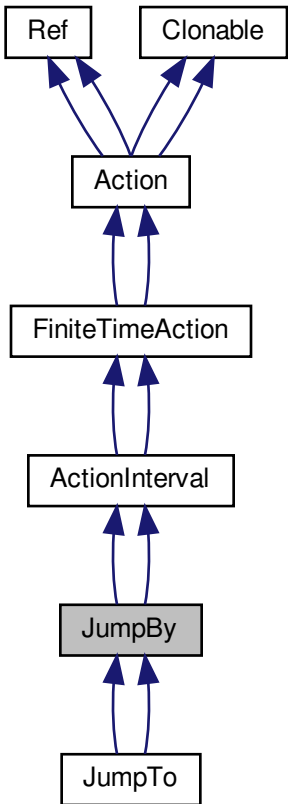 Ref
Clonable
Action
FiniteTimeAction
ActionInterval
JumpBy
JumpTo